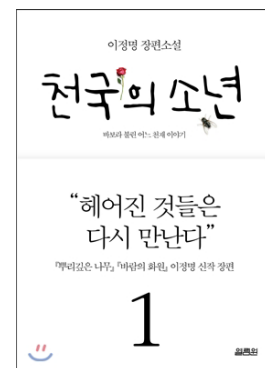 이정명 장편소설
천국의 소년
바보라 불린 어느 천재 이야기
“헤어진 것들은
다시 만난다”
『뿌리깊은 나무』 『바람의 화원』 이정명 신작 장편
1
열림원